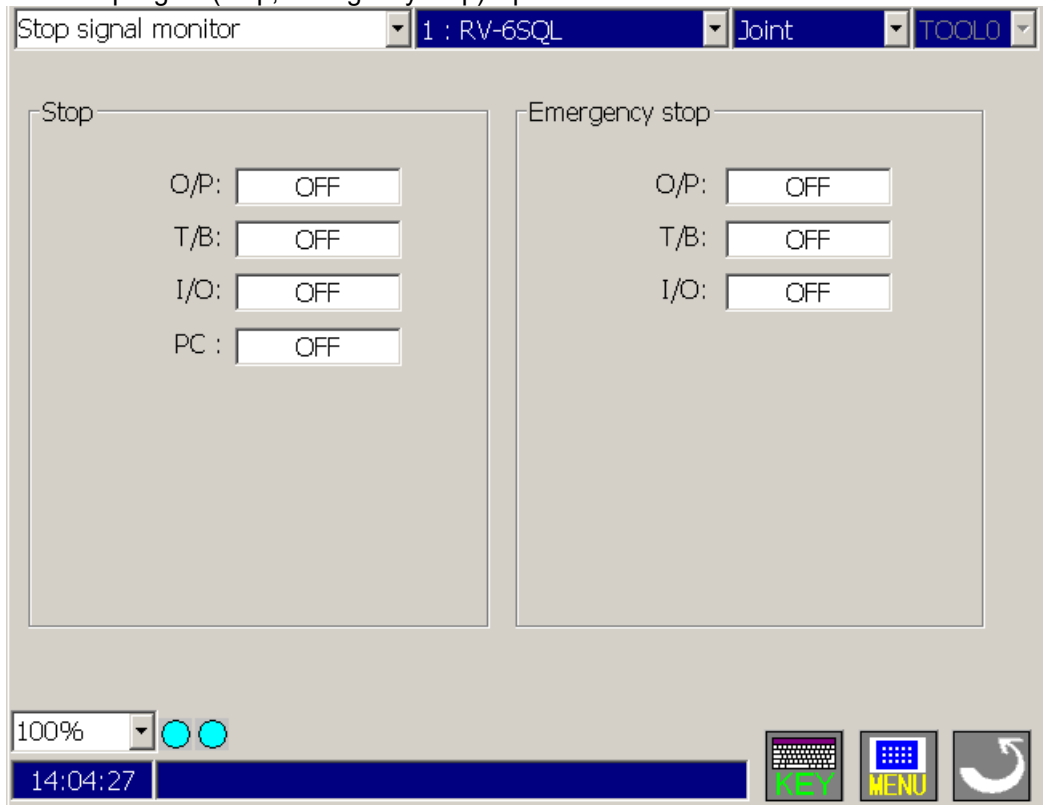 Stop signal monitor 1 : RV-6SQL Joint TOOL0
Stop Emergency stop
O/P: OFF O/P: OFF
T/B: OFF T/B: OFF
I/O: OFF I/O: OFF
PC : OFF
100%
14:04:27 KEY MENU